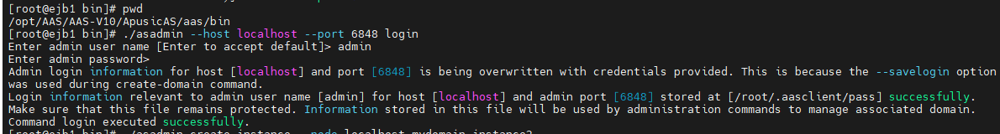 [root@ejb1 bin]# pwd
/opt/AAS/AAS-V10/ApusicAS/aas/bin
[root@ejb1 bin]# ./asadmin --host localhost --port 6848 login
Enter admin user name [Enter to accept default]> admin
Enter admin password>
Admin login information for host [localhost] and port [6848] is being overwritten with credentials provided. This is because the --savelogin option
was used during create-domain command.
Login information relevant to admin user name [admin] for host [localhost] and admin port [6848] stored at [/root/.aasclient/pass] successfully.
Make sure that this file remains protected. Information stored in this file will be used by administration commands to manage associated domain.
Command login executed successfully.
[root@ejb1 bin]# ./asadmin create-instance --node localhost-mydomain instance2